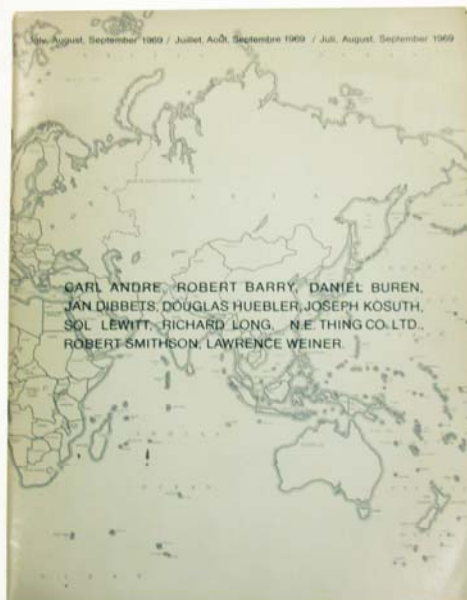 July, August, September 1969 / Juillet, Août, Septembre 1969 / Juli, August, September 1969
CARL ANDRE, ROBERT BARRY, DANIEL BUREN,
JAN DIBBETS, DOUGLAS HUEBLER, JOSEPH KOSUTH,
SOL LEWITT, RICHARD LONG, N.E. THING CO. LTD.,
ROBERT SMITHSON, LAWRENCE WEINER.